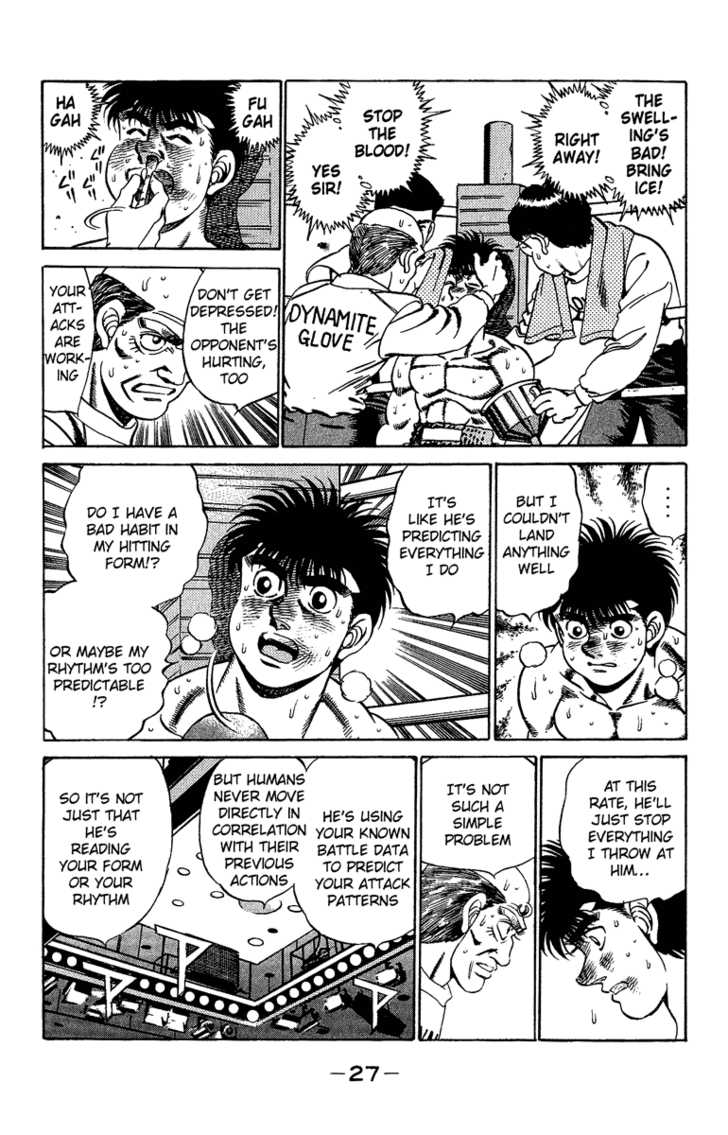 THE
SWELL-
ING'S
BAD!
BRING
ICE!
RIGHT
AWAY!
STOP
THE
BLOOD!
YES
SIR!
DYNAMITE
GLOVE
FU
GAH
HA
GAH
DON'T GET
DEPRESSED!
THE
OPPONENT'S
HURTING,
TOO
YOUR
ATT-
ACKS
ARE
WORK-
ING
....
BUT I
COULDN'T
LAND
ANYTHING
WELL
IT'S
LIKE HE'S
PREDICTING
EVERYTHING
I DO
DO I HAVE A
BAD HABIT IN
MY HITTING
FORM!?
OR MAYBE MY
RHYTHM'S TOO
PREDICTABLE
!?
AT THIS
RATE, HE'LL
JUST STOP
EVERYTHING
I THROW AT
HIM...
IT'S NOT
SUCH A
SIMPLE
PROBLEM
HE'S USING
YOUR KNOWN
BATTLE DATA
TO PREDICT
YOUR ATTACK
PATTERNS
BUT HUMANS
NEVER MOVE
DIRECTLY IN
CORRELATION
WITH THEIR
PREVIOUS
ACTIONS
SO IT'S NOT
JUST THAT
HE'S
READING
YOUR FORM
OR YOUR
RHYTHM
-27-